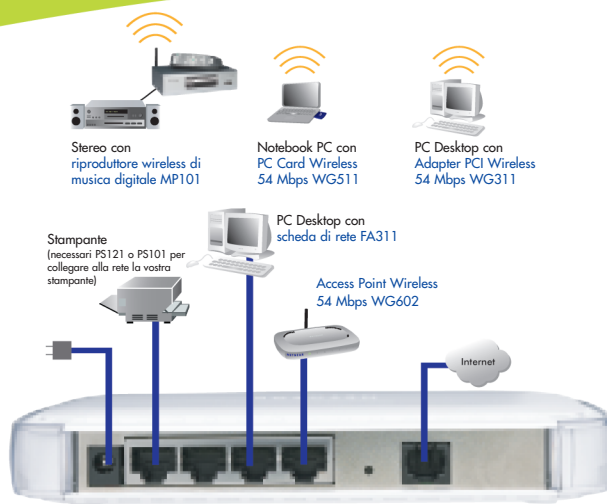 Stereo con
riproduttore wireless di
musica digitale MP101
Notebook PC con
PC Card Wireless
54 Mbps WG511
PC Desktop con
Adapter PCI Wireless
54 Mbps WG311
PC Desktop con
scheda di rete FA311
Stampante
(necessari PS121 o PS101 per
collegare alla rete la vostra
stampante)
Access Point Wireless
54 Mbps WG602
Internet